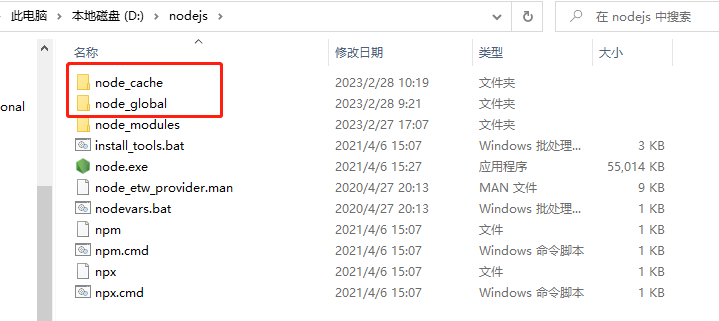 此电脑 > 本地磁盘 (D:) > nodejs >
在 nodejs 中搜索
名称 修改日期 类型 大小
node_cache 2023/2/28 10:19 文件夹
onal node_global 2023/2/28 9:21 文件夹
node_modules 2023/2/27 17:07 文件夹
install_tools.bat 2021/4/6 15:07 Windows 批处理... 3 KB
node.exe 2021/4/6 15:27 应用程序 55,014 KB
node_etw_provider.man 2020/4/27 20:13 MAN 文件 9 KB
nodevars.bat 2020/4/27 20:13 Windows 批处理... 1 KB
npm 2021/4/6 15:07 文件 1 KB
npm.cmd 2021/4/6 15:07 Windows 命令脚本 1 KB
npx 2021/4/6 15:07 文件 1 KB
npx.cmd 2021/4/6 15:07 Windows 命令脚本 1 KB